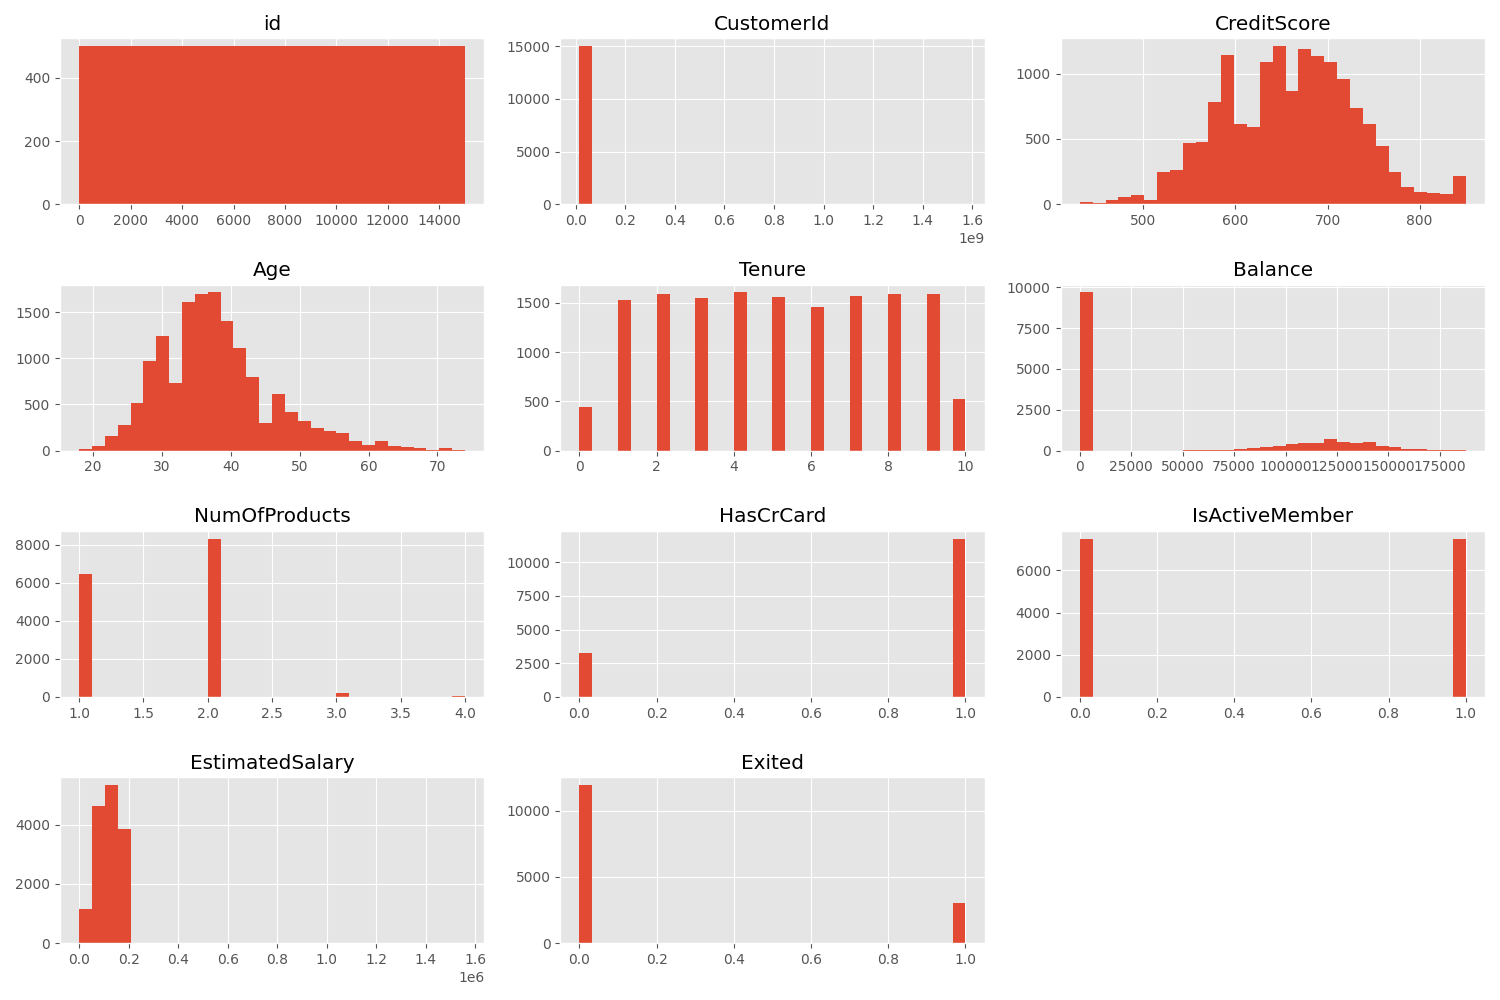 id CustomerId CreditScore
400
200
0
0 2000 4000 6000 8000 10000 12000 14000
15000
10000
5000
0
0.0 0.2 0.4 0.6 0.8 1.0 1.2 1.4 1.6
1e9
1000
500
0
500 600 700 800
Age Tenure Balance
1500
1000
500
0
20 30 40 50 60 70
1500
1000
500
0
0 2 4 6 8 10
10000
7500
5000
2500
0
0 25000 50000 75000 100000 125000 150000 175000
NumOfProducts HasCrCard IsActiveMember
8000
6000
4000
2000
0
1.0 1.5 2.0 2.5 3.0 3.5 4.0
10000
7500
5000
2500
0
0.0 0.2 0.4 0.6 0.8 1.0
6000
4000
2000
0
0.0 0.2 0.4 0.6 0.8 1.0
EstimatedSalary Exited
4000
2000
0
0.0 0.2 0.4 0.6 0.8 1.0 1.2 1.4 1.6
1e6
10000
5000
0
0.0 0.2 0.4 0.6 0.8 1.0